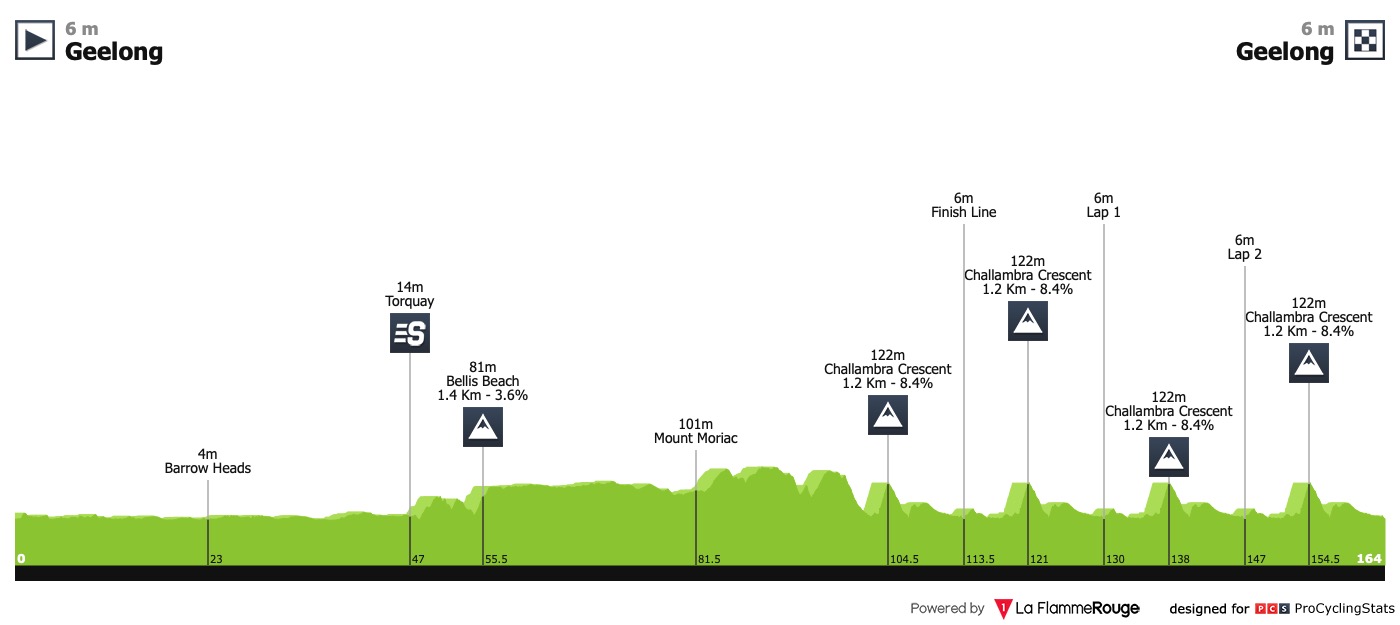 6 m
Geelong
6 m
Geelong
4m
Barrow Heads
14m
Torquay
S
81m
Bellis Beach
1.4 Km - 3.6%
101m
Mount Moriac
122m
Challambra Crescent
1.2 Km - 8.4%
6m
Finish Line
122m
Challambra Crescent
1.2 Km - 8.4%
6m
Lap 1
122m
Challambra Crescent
1.2 Km - 8.4%
6m
Lap 2
122m
Challambra Crescent
1.2 Km - 8.4%
0 23 47 55.5 81.5 104.5 113.5 121 130 138 147 154.5 164
Powered by 1 La FlammeRouge designed for PCS ProCyclingStats